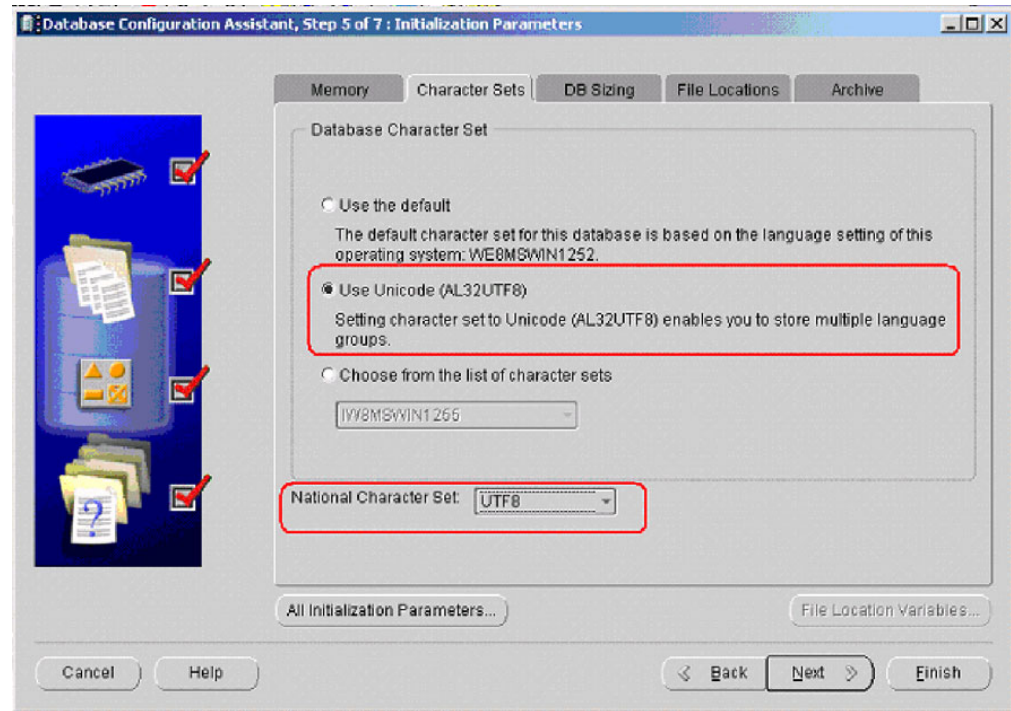 Database Configuration Assistant, Step 5 of 7 : Initialization Parameters
Memory
Character Sets
DB Sizing
File Locations
Archive
Database Character Set
Use the default
The default character set for this database is based on the language setting of this
operating system: WE8MSWIN1252.
Use Unicode (AL32UTF8)
Setting character set to Unicode (AL32UTF8) enables you to store multiple language
groups.
Choose from the list of character sets
IW8MSWIN1255
National Character Set:
UTF8
?
All Initialization Parameters...
File Location Variables...
Cancel
Help
Back
Next
Finish